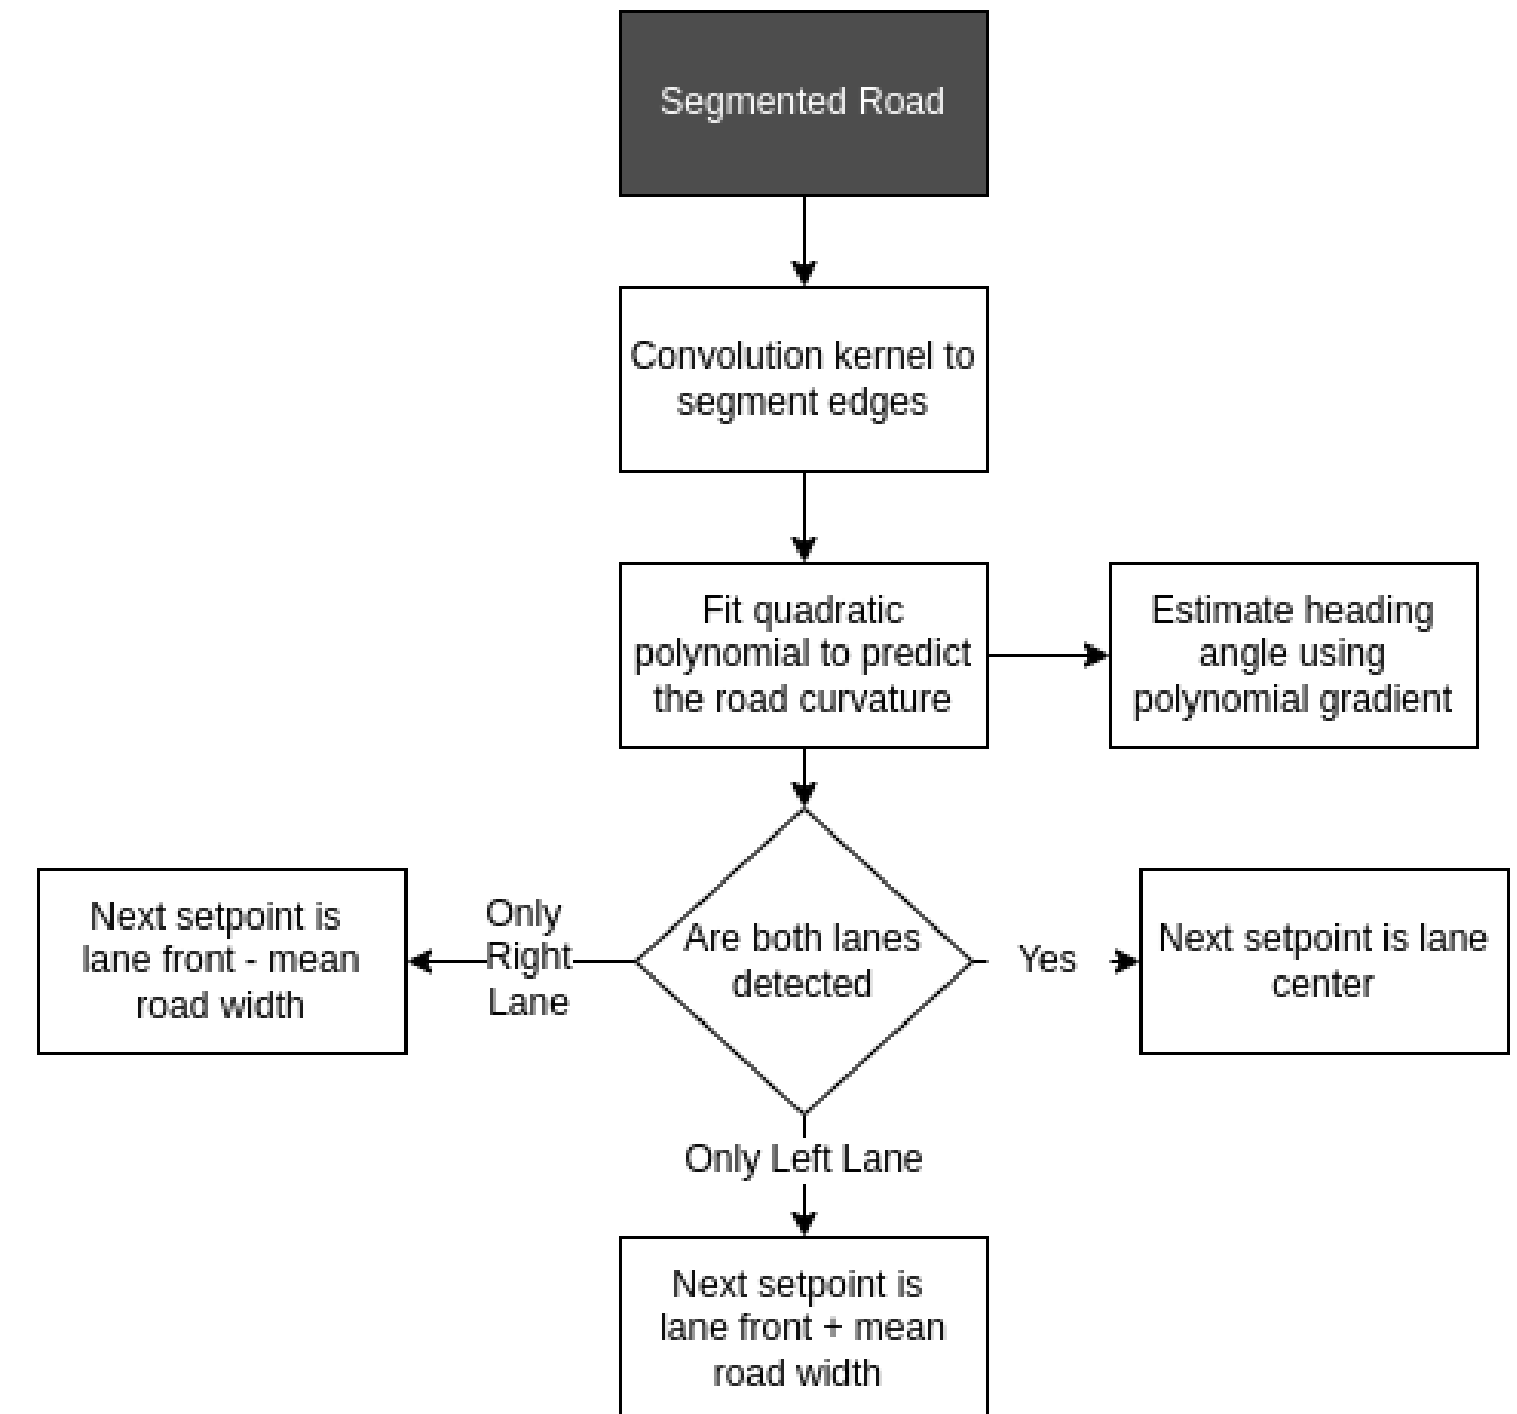 Segmented Road
Convolution kernel to
segment edges
Fit quadratic
polynomial to predict
the road curvature
Estimate heading
angle using
polynomial gradient
Next setpoint is
lane front - mean
road width
Only
Right
Lane
Are both lanes
detected
Yes
Next setpoint is lane
center
Only Left Lane
Next setpoint is
lane front + mean
road width